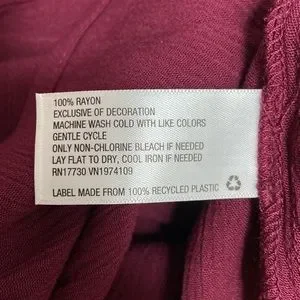 100% RAYON
EXCLUSIVE OF DECORATION
MACHINE WASH COLD WITH LIKE COLORS
GENTLE CYCLE
ONLY NON-CHLORINE BLEACH IF NEEDED
LAY FLAT TO DRY, COOL IRON IF NEEDED
RN17730 VN1974109
LABEL MADE FROM 100% RECYCLED PLASTIC